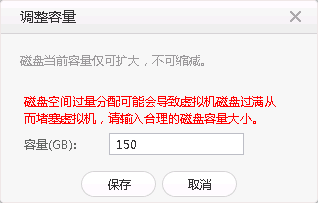 调整容量
磁盘当前容量仅可扩大，不可缩减。
磁盘空间过量分配可能会导致虚拟机磁盘过满从
而堵塞虚拟机，请输入合理的磁盘容量大小。
容量(GB): 150
保存 取消